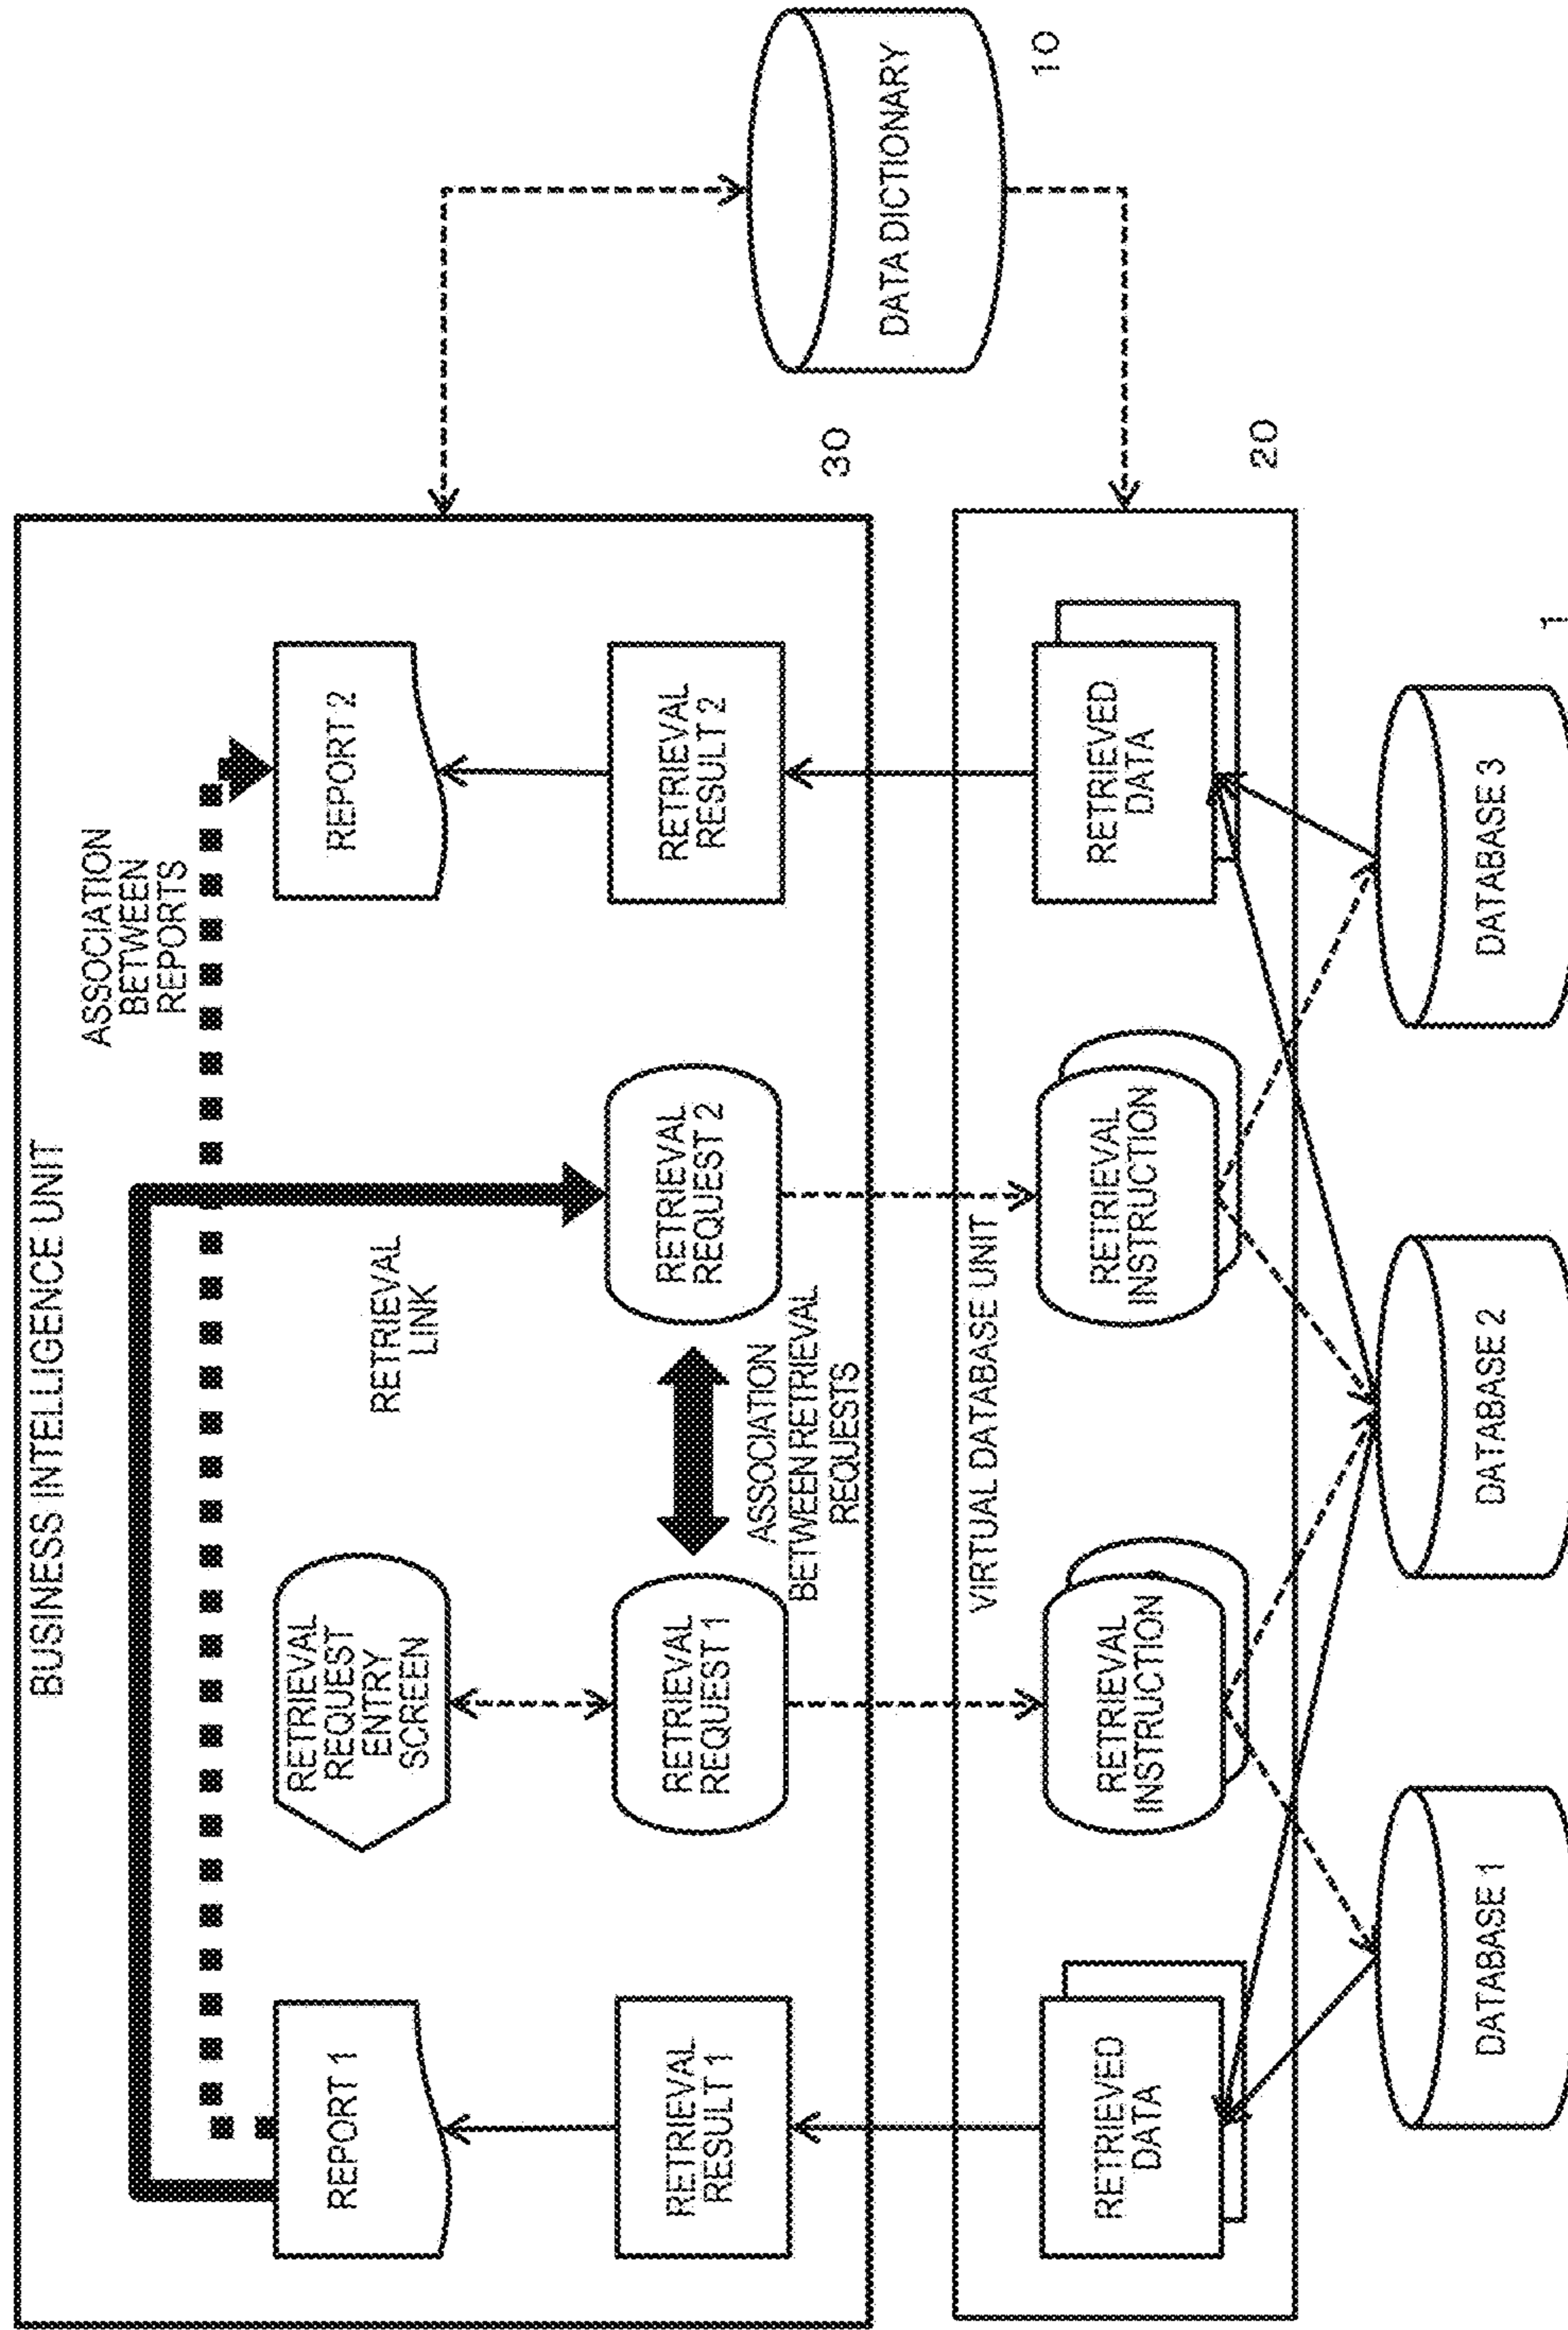 BUSINESS INTELLIGENCE UNIT
ASSOCIATION
BETWEEN
REPORTS
REPORT 1
RETRIEVAL
REQUEST
ENTRY
SCREEN
RETRIEVAL
LINK
REPORT 2
RETRIEVAL
RESULT 1
RETRIEVAL
REQUEST 1
ASSOCIATION
BETWEEN RETRIEVAL
REQUESTS
RETRIEVAL
REQUEST 2
RETRIEVAL
RESULT 2
30
DATA DICTIONARY
10
VIRTUAL DATABASE UNIT
RETRIEVED
DATA
RETRIEVAL
INSTRUCTION
RETRIEVAL
INSTRUCTION
RETRIEVED
DATA
20
DATABASE 1
DATABASE 2
DATABASE 3
1